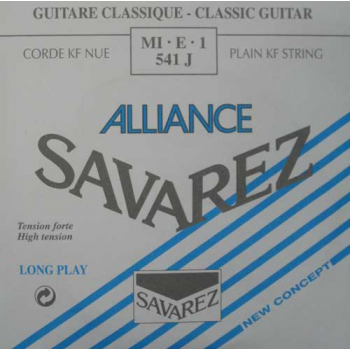 GUITARE CLASSIQUE - CLASSIC GUITAR
CORDE KF NUE
MI · E · 1
541 J
PLAIN KF STRING
ALLIANCE
SAVAREZ
Tension forte
High tension
LONG PLAY
SAVAREZ
NEW CONCEPT